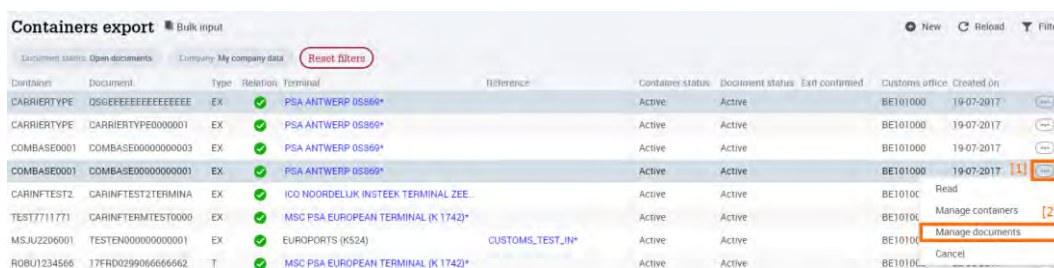 Containers export Bulk input New Reload Filte
Document status Open documents Company My company data Reset filters
Container Document Type Relation Terminal Reference Container status Document status Exit confirmed Customs office Created on
CARRIERTYPE EX PSA ANTWERP 0S869* Active Active BE101000 19-07-2017
CARRIERTYPE CARRIERTYPE0000001 EX PSA ANTWERP 0S869* Active Active BE101000 19-07-2017
COMBASE0001 COMBASE00000000003 EX PSA ANTWERP 0S869* Active Active BE101000 19-07-2017
COMBASE0001 COMBASE00000000001 EX PSA ANTWERP 0S869* Active Active BE101000 19-07-2017 [1]
CARINFTEST2 CARINFTEST2TERMINA EX ICO NOORDELIJK INSTEEK TERMINAL ZEE... Active Active BE10100 Read
TEST7711771 CARINFTERMTEST0000 EX MSC PSA EUROPEAN TERMINAL (K 1742)* Active Active BE10100 Manage containers [2
MSJU2206001 TESTEN000000000001 EX EUROPORTS (K524) CUSTOMS_TEST_IN* Active Active BE10100 Manage documents
ROBU1234566 17FRD0299066666662 T MSC PSA EUROPEAN TERMINAL (K 1742)* Active Active Cancel